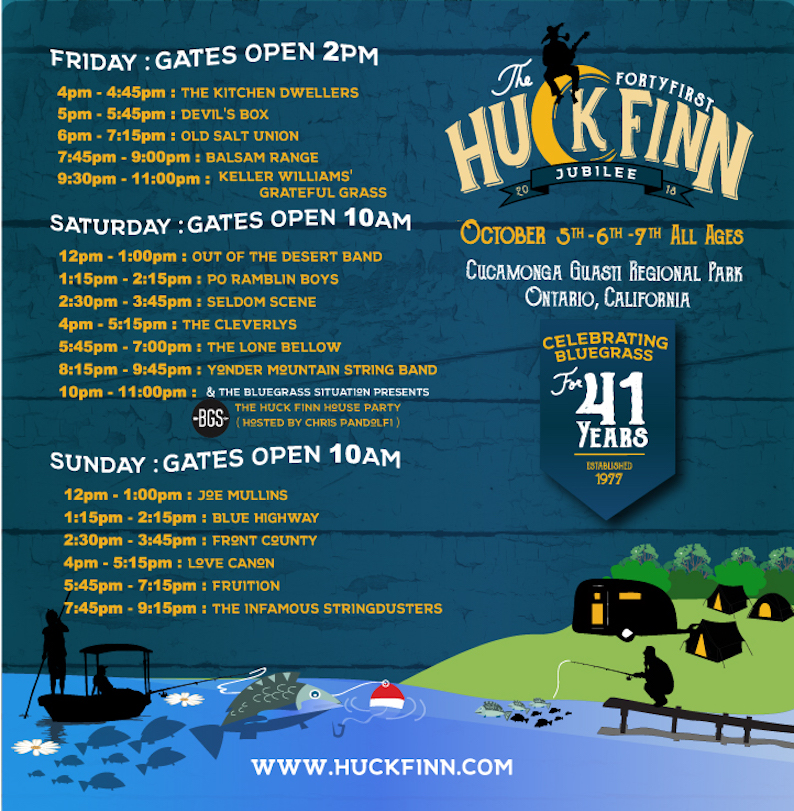 FRIDAY : GATES OPEN 2PM
4pm - 4:45pm : THE KITCHEN DWELLERS
5pm - 5:45pm : DEVIL'S BOX
6pm - 7:15pm : OLD SALT UNION
7:45pm - 9:00pm : BALSAM RANGE
9:30pm - 11:00pm : KELLER WILLIAMS'
GRATEFUL GRASS
SATURDAY : GATES OPEN 10AM
12pm - 1:00pm : OUT OF THE DESERT BAND
1:15pm - 2:15pm : PO RAMBLIN BOYS
2:30pm - 3:45pm : SELDOM SCENE
4pm - 5:15pm : THE CLEVERLYS
5:45pm - 7:00pm : THE LONE BELLOW
8:15pm - 9:45pm : YONDER MOUNTAIN STRING BAND
10pm - 11:00pm : & THE BLUEGRASS SITUATION PRESENTS
-BGS- THE HUCK FINN HOUSE PARTY
( HOSTED BY CHRIS PANDOLFI )
SUNDAY : GATES OPEN 10AM
12pm - 1:00pm : JOE MULLINS
1:15pm - 2:15pm : BLUE HIGHWAY
2:30pm - 3:45pm : FRONT COUNTY
4pm - 5:15pm : LOVE CANON
5:45pm - 7:15pm : FRUITION
7:45pm - 9:15pm : THE INFAMOUS STRINGDUSTERS
The FORTYFIRST
HUCK FINN
JUBILEE
20 18
OCTOBER 5TH - 6TH - 7TH ALL AGES
CUCAMONGA GUASTI REGIONAL PARK
ONTARIO, CALIFORNIA
CELEBRATING
BLUEGRASS
For 41
YEARS
ESTABLISHED
1977
WWW.HUCKFINN.COM